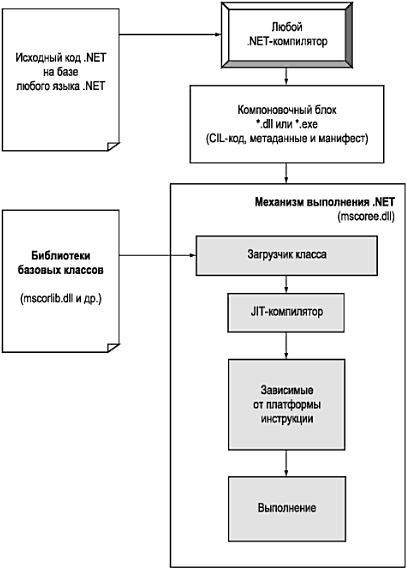 Исходный код .NET
на базе
любого языка .NET
Любой
.NET-компилятор
Компоновочный блок
*.dll или *.exe
(CIL-код, метаданные и манифест)
Механизм выполнения .NET
(mscoree.dll)
Библиотеки
базовых классов
(mscorlib.dll и др.)
Загрузчик класса
JIT-компилятор
Зависимые
от платформы
инструкции
Выполнение